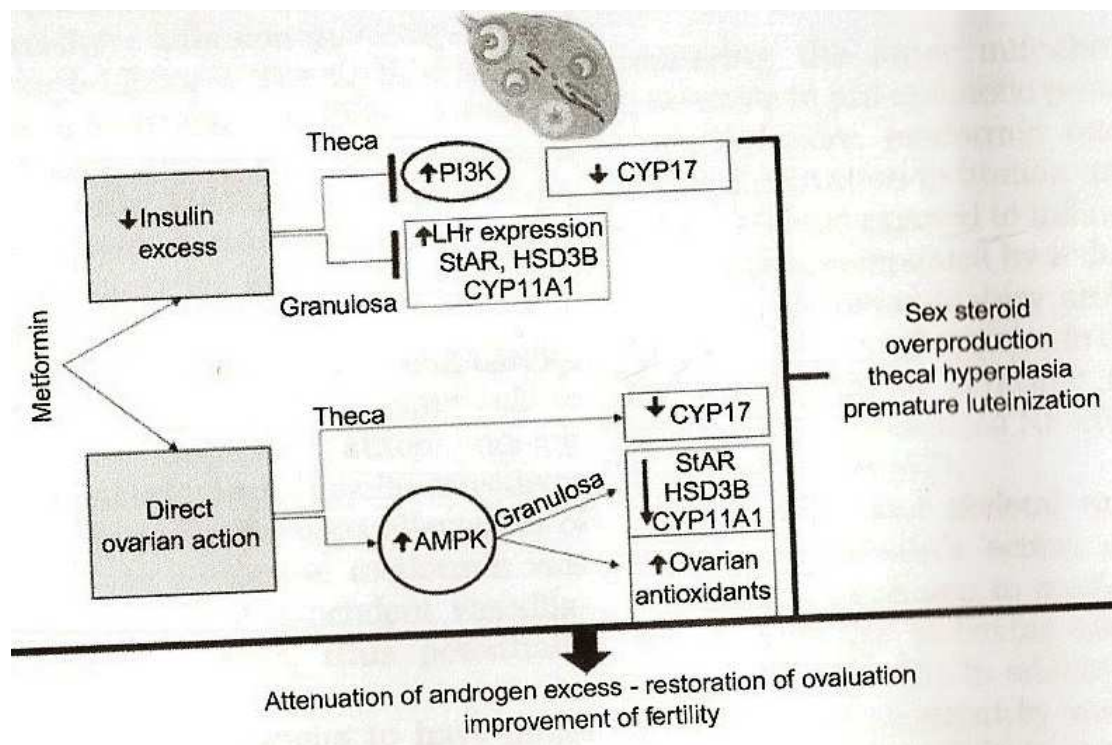 Theca
↑PI3K
↓ CYP17
↓Insulin
excess
↑LHr expression
StAR, HSD3B
CYP11A1
Granulosa
Metformin
Sex steroid
overproduction
thecal hyperplasia
premature luteinization
Theca
↓ CYP17
Direct
ovarian action
↑AMPK
Granulosa
StAR
HSD3B
↓CYP11A1
↑Ovarian
antioxidants
Attenuation of androgen excess - restoration of ovaluation
improvement of fertility